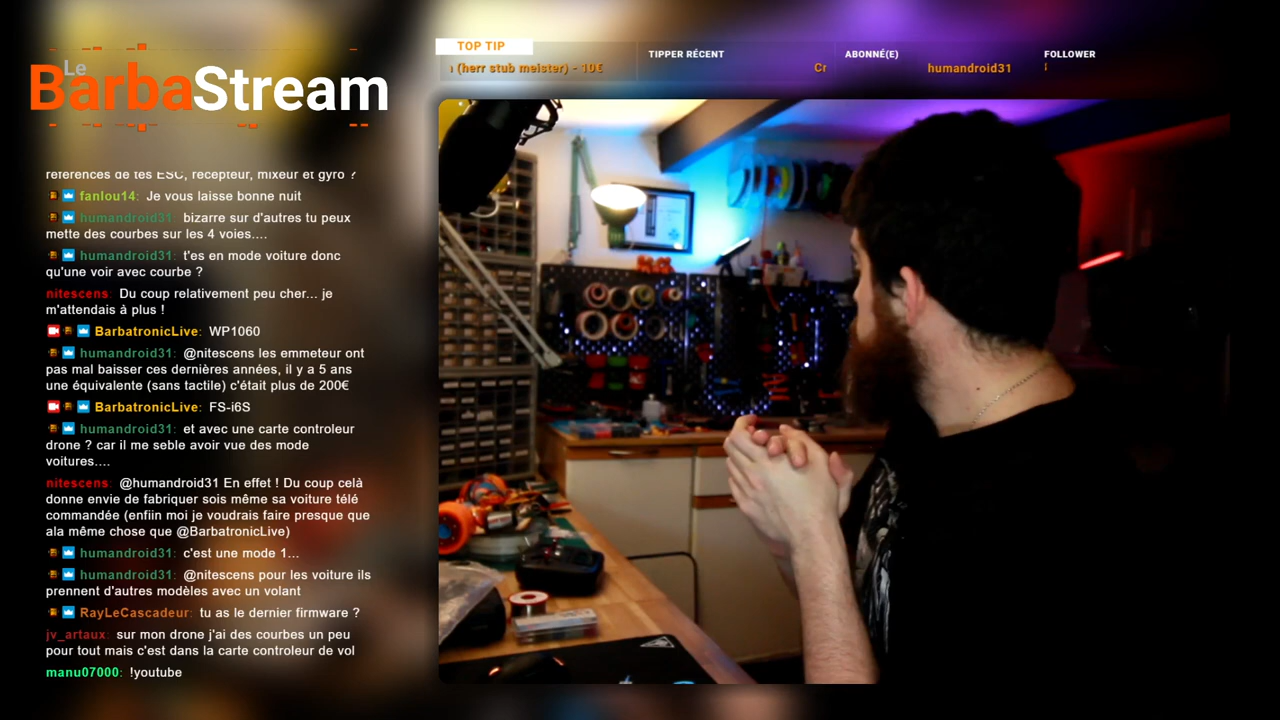 Le
BarbaStream
TOP TIP
(herr stub meister) - 10€
TIPPER RÉCENT
Cr
ABONNÉ(E)
humandroid31
FOLLOWER
références de tes ESC, récepteur, mixeur et gyro ?
fanlou14: Je vous laisse bonne nuit
humandroid31: bizarre sur d'autres tu peux
mette des courbes sur les 4 voies....
humandroid31: t'es en mode voiture donc
qu'une voir avec courbe ?
nitescens: Du coup relativement peu cher... je
m'attendais à plus !
BarbatronicLive: WP1060
humandroid31: @nitescens les emmeteur ont
pas mal baisser ces dernières années, il y a 5 ans
une équivalente (sans tactile) c'était plus de 200€
BarbatronicLive: FS-i6S
humandroid31: et avec une carte controleur
drone ? car il me seble avoir vue des mode
voitures....
nitescens: @humandroid31 En effet ! Du coup celà
donne envie de fabriquer sois même sa voiture télé
commandée (enfiin moi je voudrais faire presque que
ala même chose que @BarbatronicLive)
humandroid31: c'est une mode 1...
humandroid31: @nitescens pour les voiture ils
prennent d'autres modèles avec un volant
RayLeCascadeur: tu as le dernier firmware ?
jv_artaux: sur mon drone j'ai des courbes un peu
pour tout mais c'est dans la carte controleur de vol
manu07000: !youtube